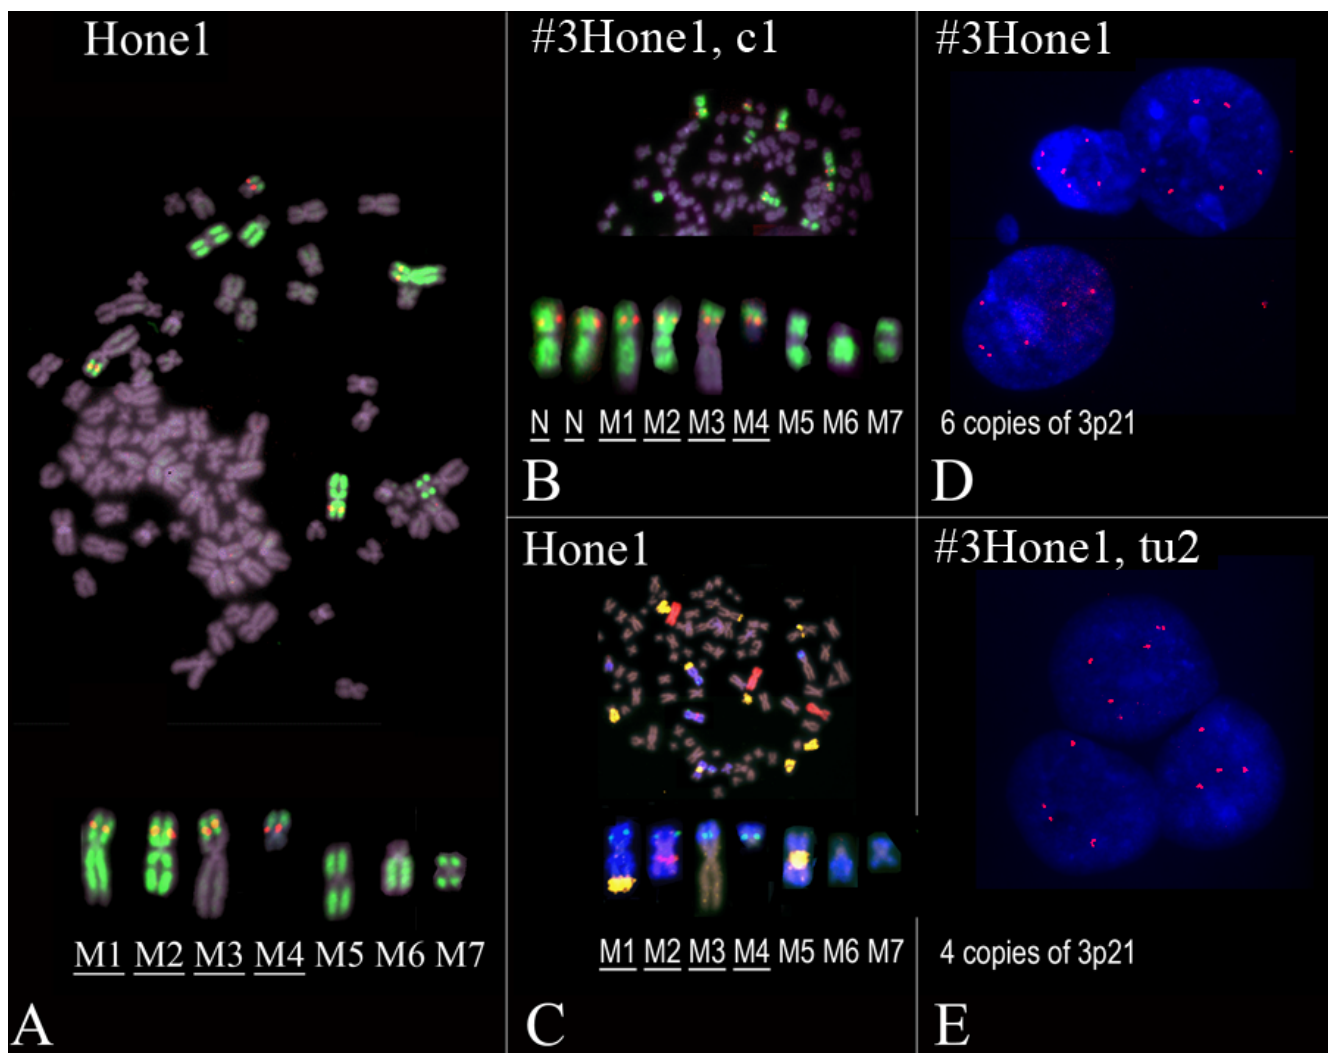 Hone1
M1 M2 M3 M4 M5 M6 M7
A
#3Hone1, c1
N N M1 M2 M3 M4 M5 M6 M7
B
Hone1
M1 M2 M3 M4 M5 M6 M7
C
#3Hone1
6 copies of 3p21
D
#3Hone1, tu2
4 copies of 3p21
E